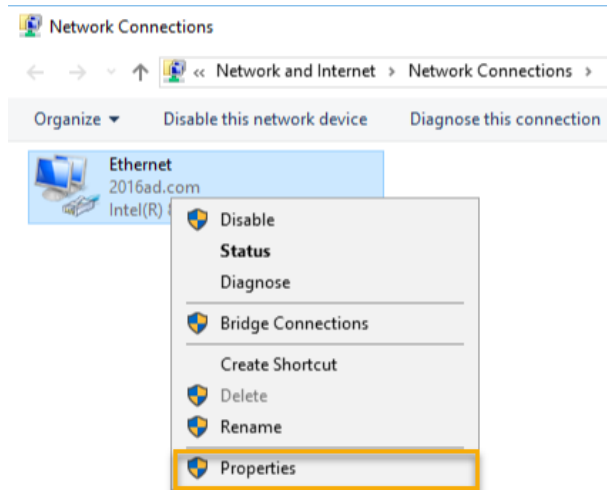 Network Connections
« Network and Internet > Network Connections >
Organize ▾ Disable this network device Diagnose this connection
Ethernet
2016ad.com
Intel(R)
Disable
Status
Diagnose
Bridge Connections
Create Shortcut
Delete
Rename
Properties